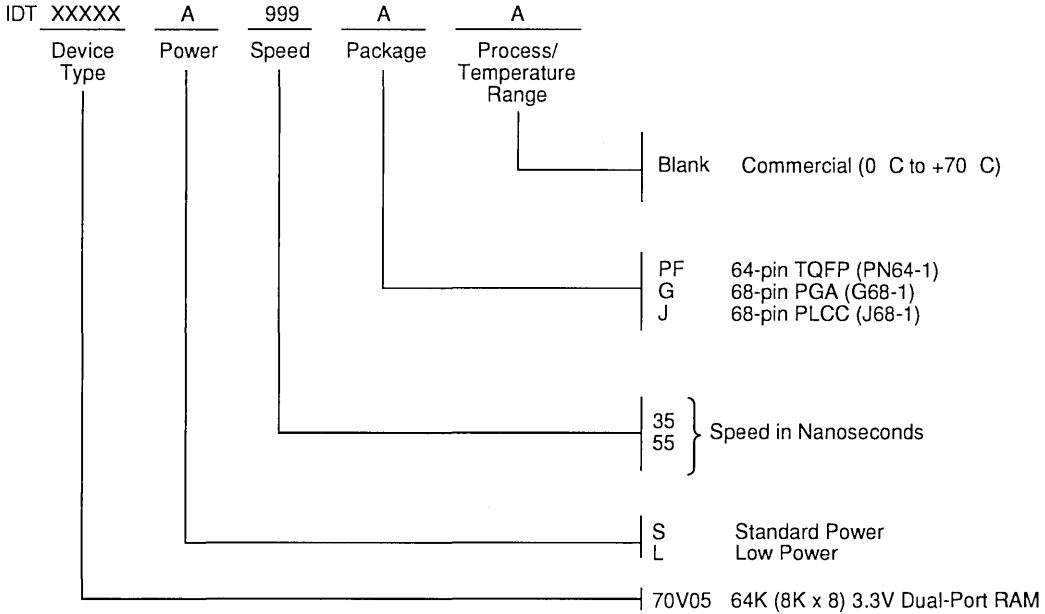 IDT XXXXX A 999 A A
Device Type Power Speed Package Process/ Temperature Range
Blank Commercial (0 C to +70 C)
PF 64-pin TQFP (PN64-1)
G 68-pin PGA (G68-1)
J 68-pin PLCC (J68-1)
35
55
Speed in Nanoseconds
S Standard Power
L Low Power
70V05 64K (8K x 8) 3.3V Dual-Port RAM